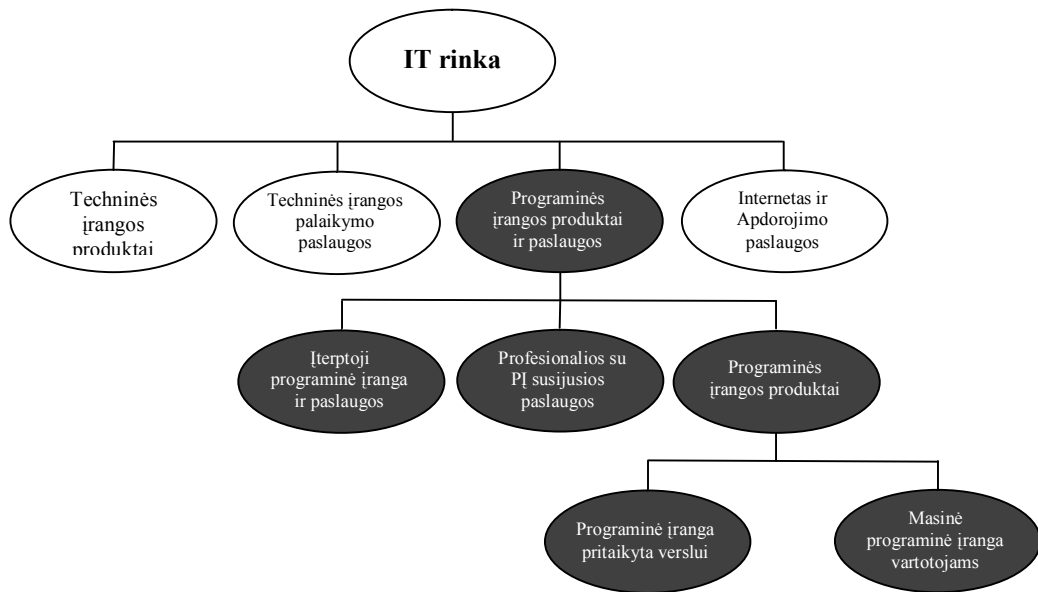 IT rinka
Techninės
įrangos
produktai
Techninės įrangos
palaikymo
paslaugos
Programinės
įrangos produktai
ir paslaugos
Internetas ir
Apdorojimo
paslaugos
Įterptoji
programinė įranga
ir paslaugos
Profesionalios su
PĮ susijusios
paslaugos
Programinės
įrangos produktai
Programinė įranga
pritaikyta verslui
Masinė
programinė įranga
vartotojams